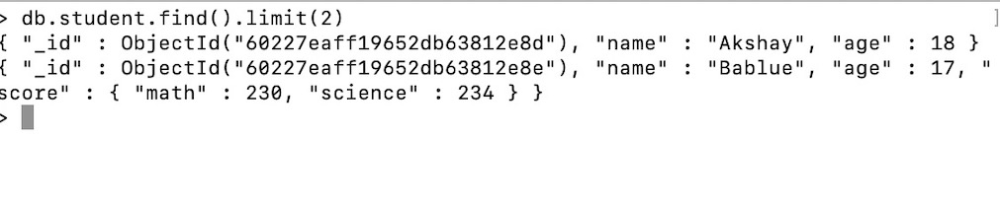 > db.student.find().limit(2)                                        ]
{ "_id" : ObjectId("60227eaff19652db63812e8d"), "name" : "Akshay", "age" : 18 }
{ "_id" : ObjectId("60227eaff19652db63812e8e"), "name" : "Bablue", "age" : 17, "
score" : { "math" : 230, "science" : 234 } }
>